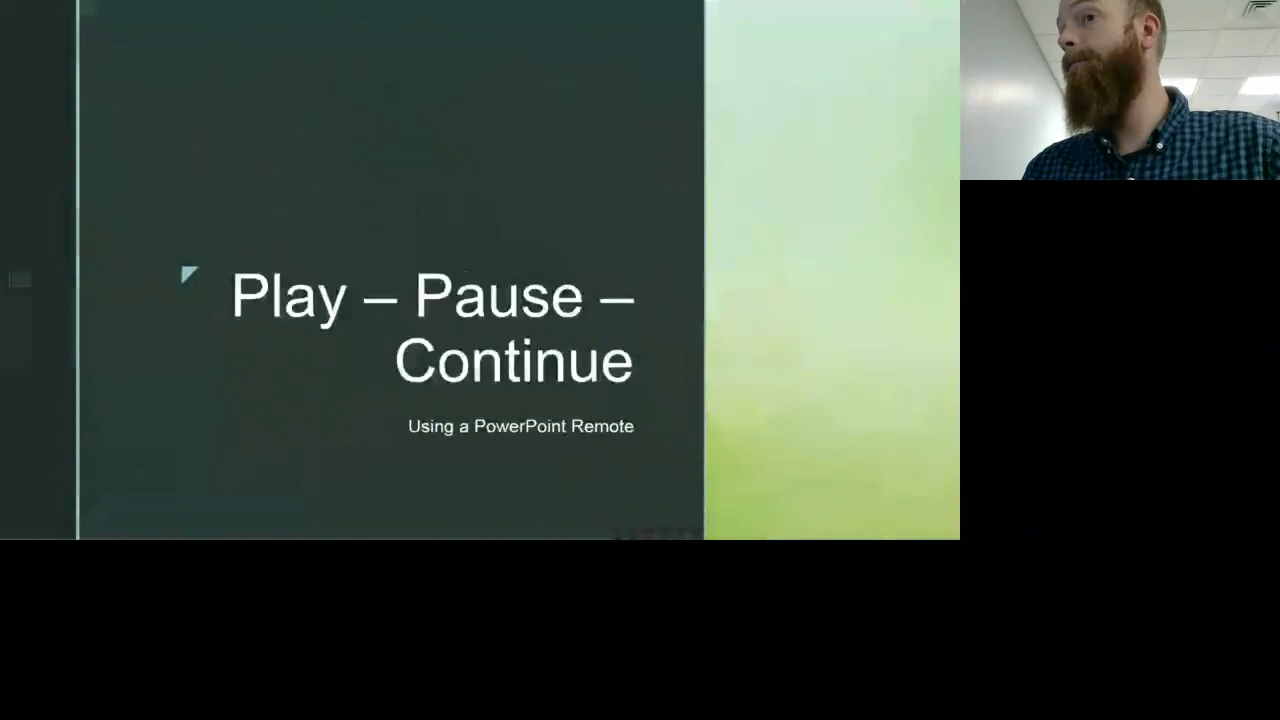 Play – Pause –
Continue
Using a PowerPoint Remote